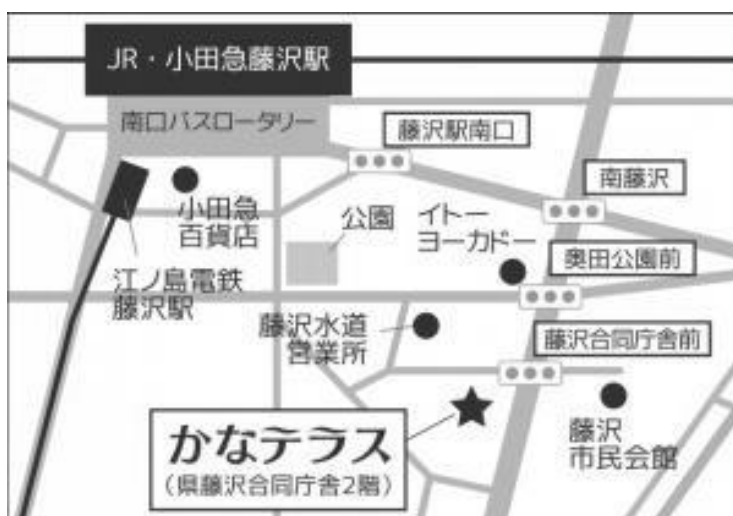 JR・小田急藤沢駅
南口バスロータリー
藤沢駅南口
南藤沢
小田急
百貨店
公園
イトー
ヨーカドー
奥田公園前
江ノ島電鉄
藤沢駅
藤沢水道
営業所
藤沢合同庁舎前
かなテラス
(県藤沢合同庁舎2階)
藤沢
市民会館